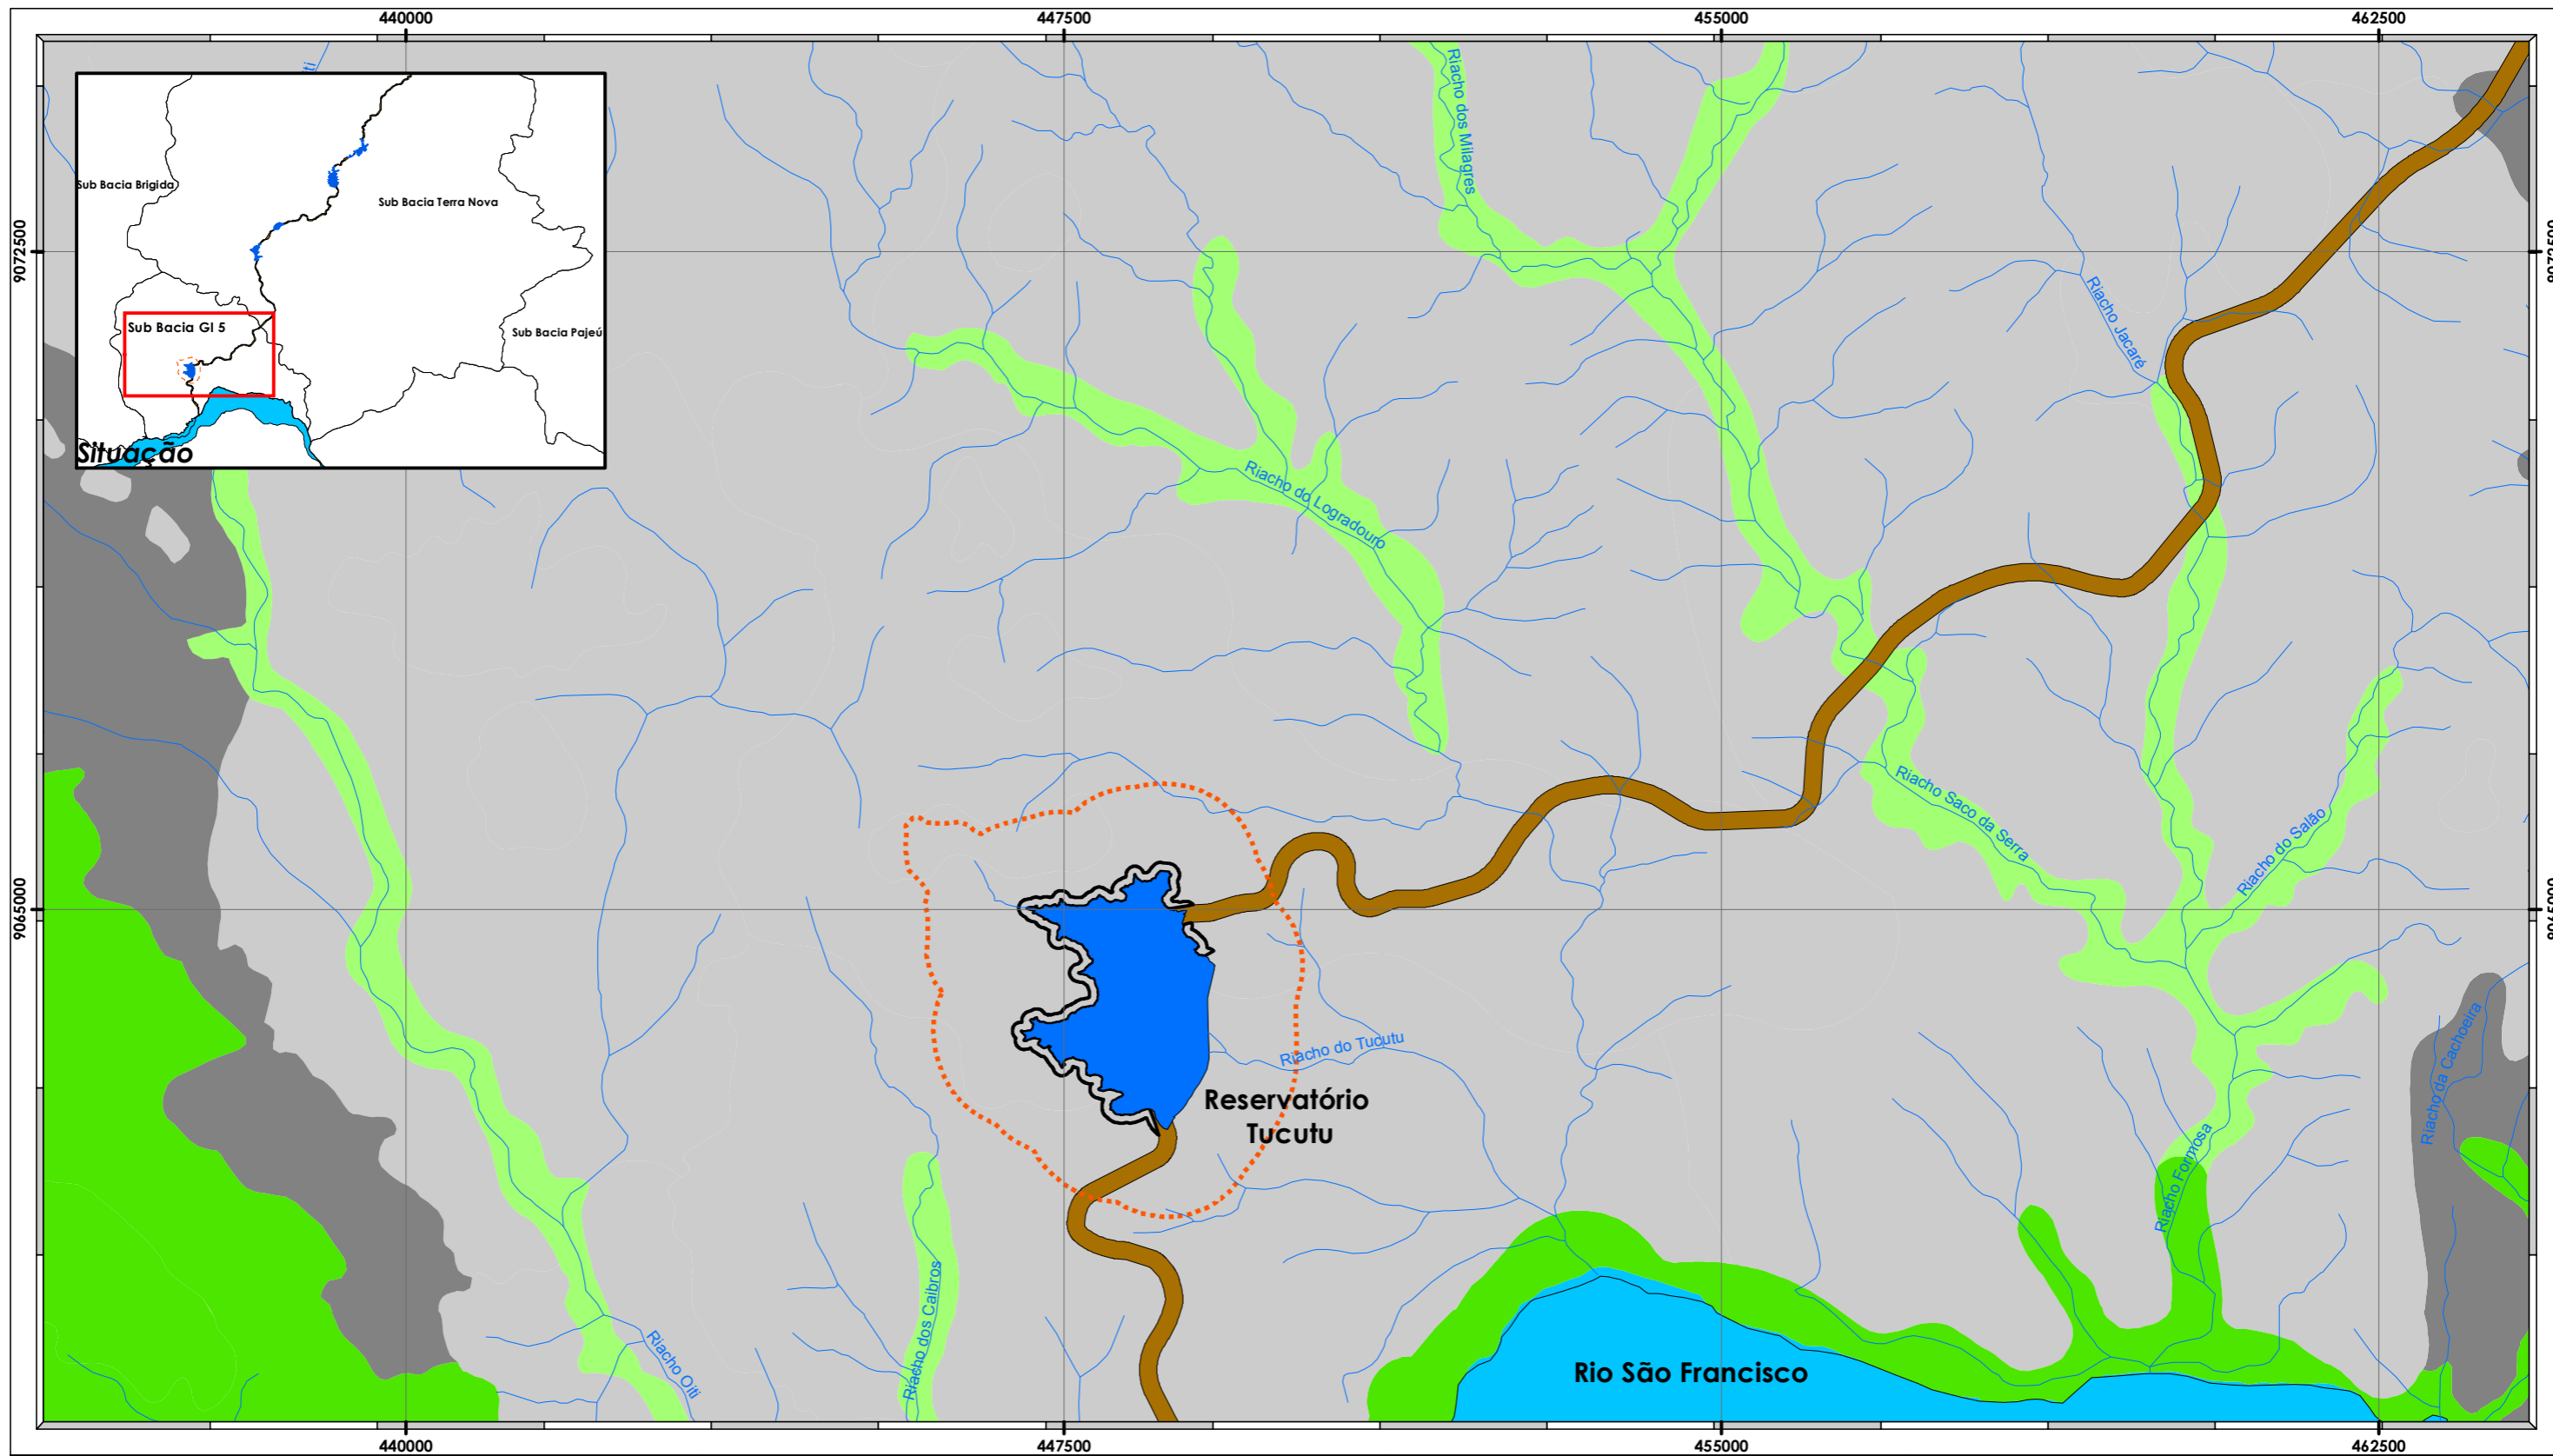 440000
447500
455000
462500
9072500
9072500
9065000
9065000
Sub Bacia Brigida
Sub Bacia Terra Nova
Sub Bacia GI 5
Sub Bacia Pajeú
Situação
Riacho dos Milagres
Riacho Jacaré
Riacho do Logradouro
Riacho Saco da Serra
Riacho do Salão
Riacho do Tucutu
Riacho da Cachoeira
Reservatório
Tucutu
Riacho Formosa
Riacho dos Caibros
Riacho Oiti
Rio São Francisco
440000
447500
455000
462500